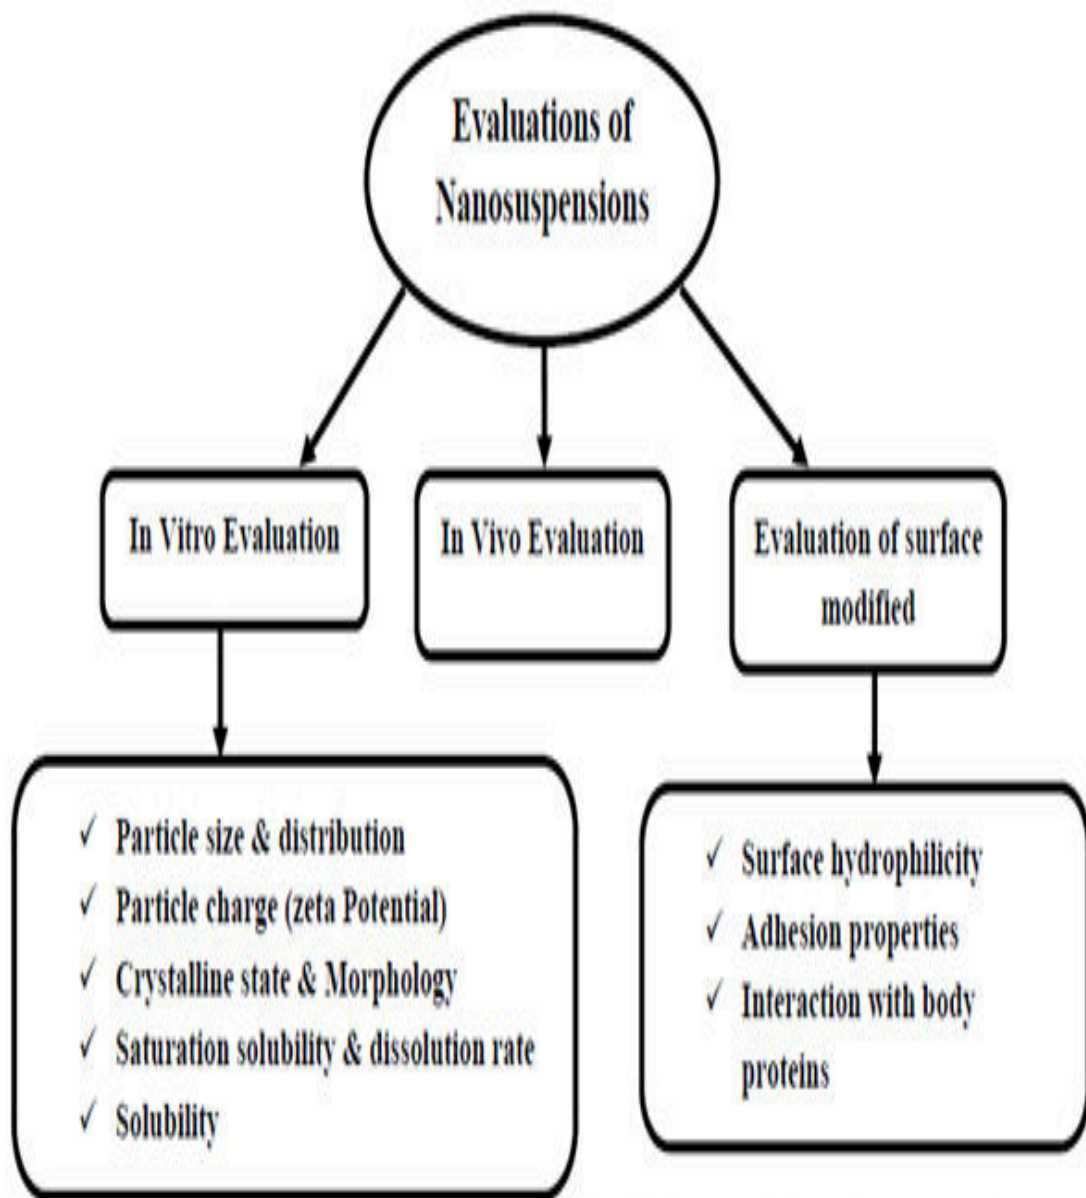 Evaluations of
Nanosuspensions
In Vitro Evaluation
In Vivo Evaluation
Evaluation of surface
modified
✓ Particle size & distribution
✓ Particle charge (zeta Potential)
✓ Crystalline state & Morphology
✓ Saturation solubility & dissolution rate
✓ Solubility
✓ Surface hydrophilicity
✓ Adhesion properties
✓ Interaction with body
proteins